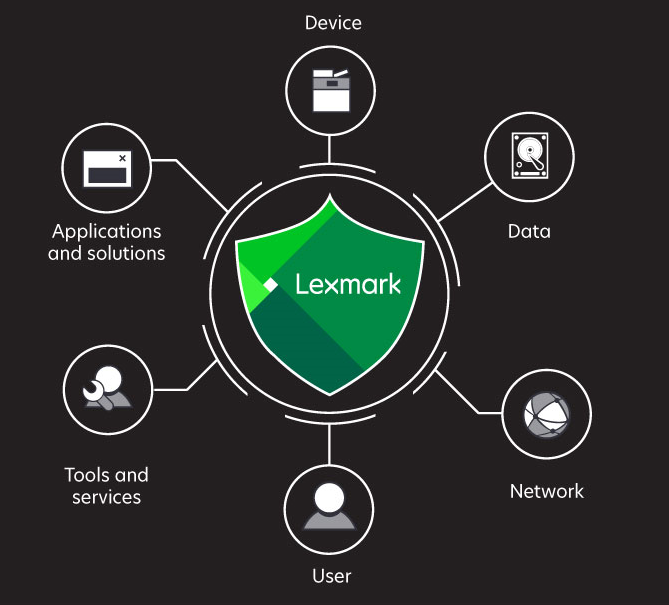 Device
Data
Applications
and solutions
Lexmark
Tools and
services
Network
User